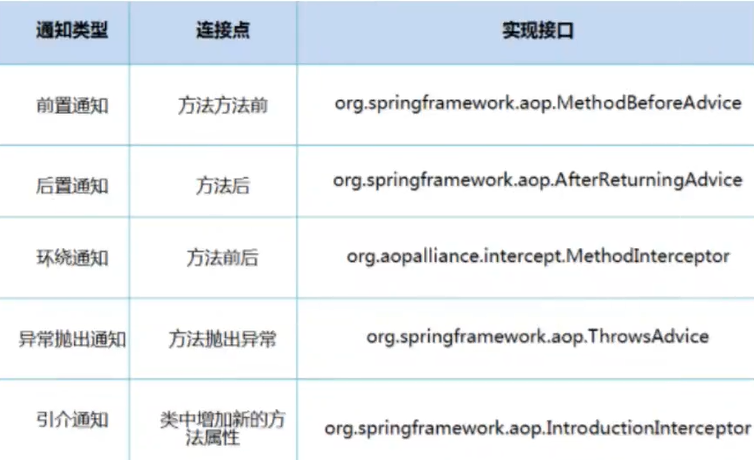 通知类型 连接点 实现接口
前置通知 方法方法前 org.springframework.aop.MethodBeforeAdvice
后置通知 方法后 org.springframework.aop.AfterReturningAdvice
环绕通知 方法前后 org.aopalliance.intercept.MethodInterceptor
异常抛出通知 方法抛出异常 org.springframework.aop.ThrowsAdvice
引介通知 类中增加新的方
法属性 org.springframework.aop.IntroductionInterceptor